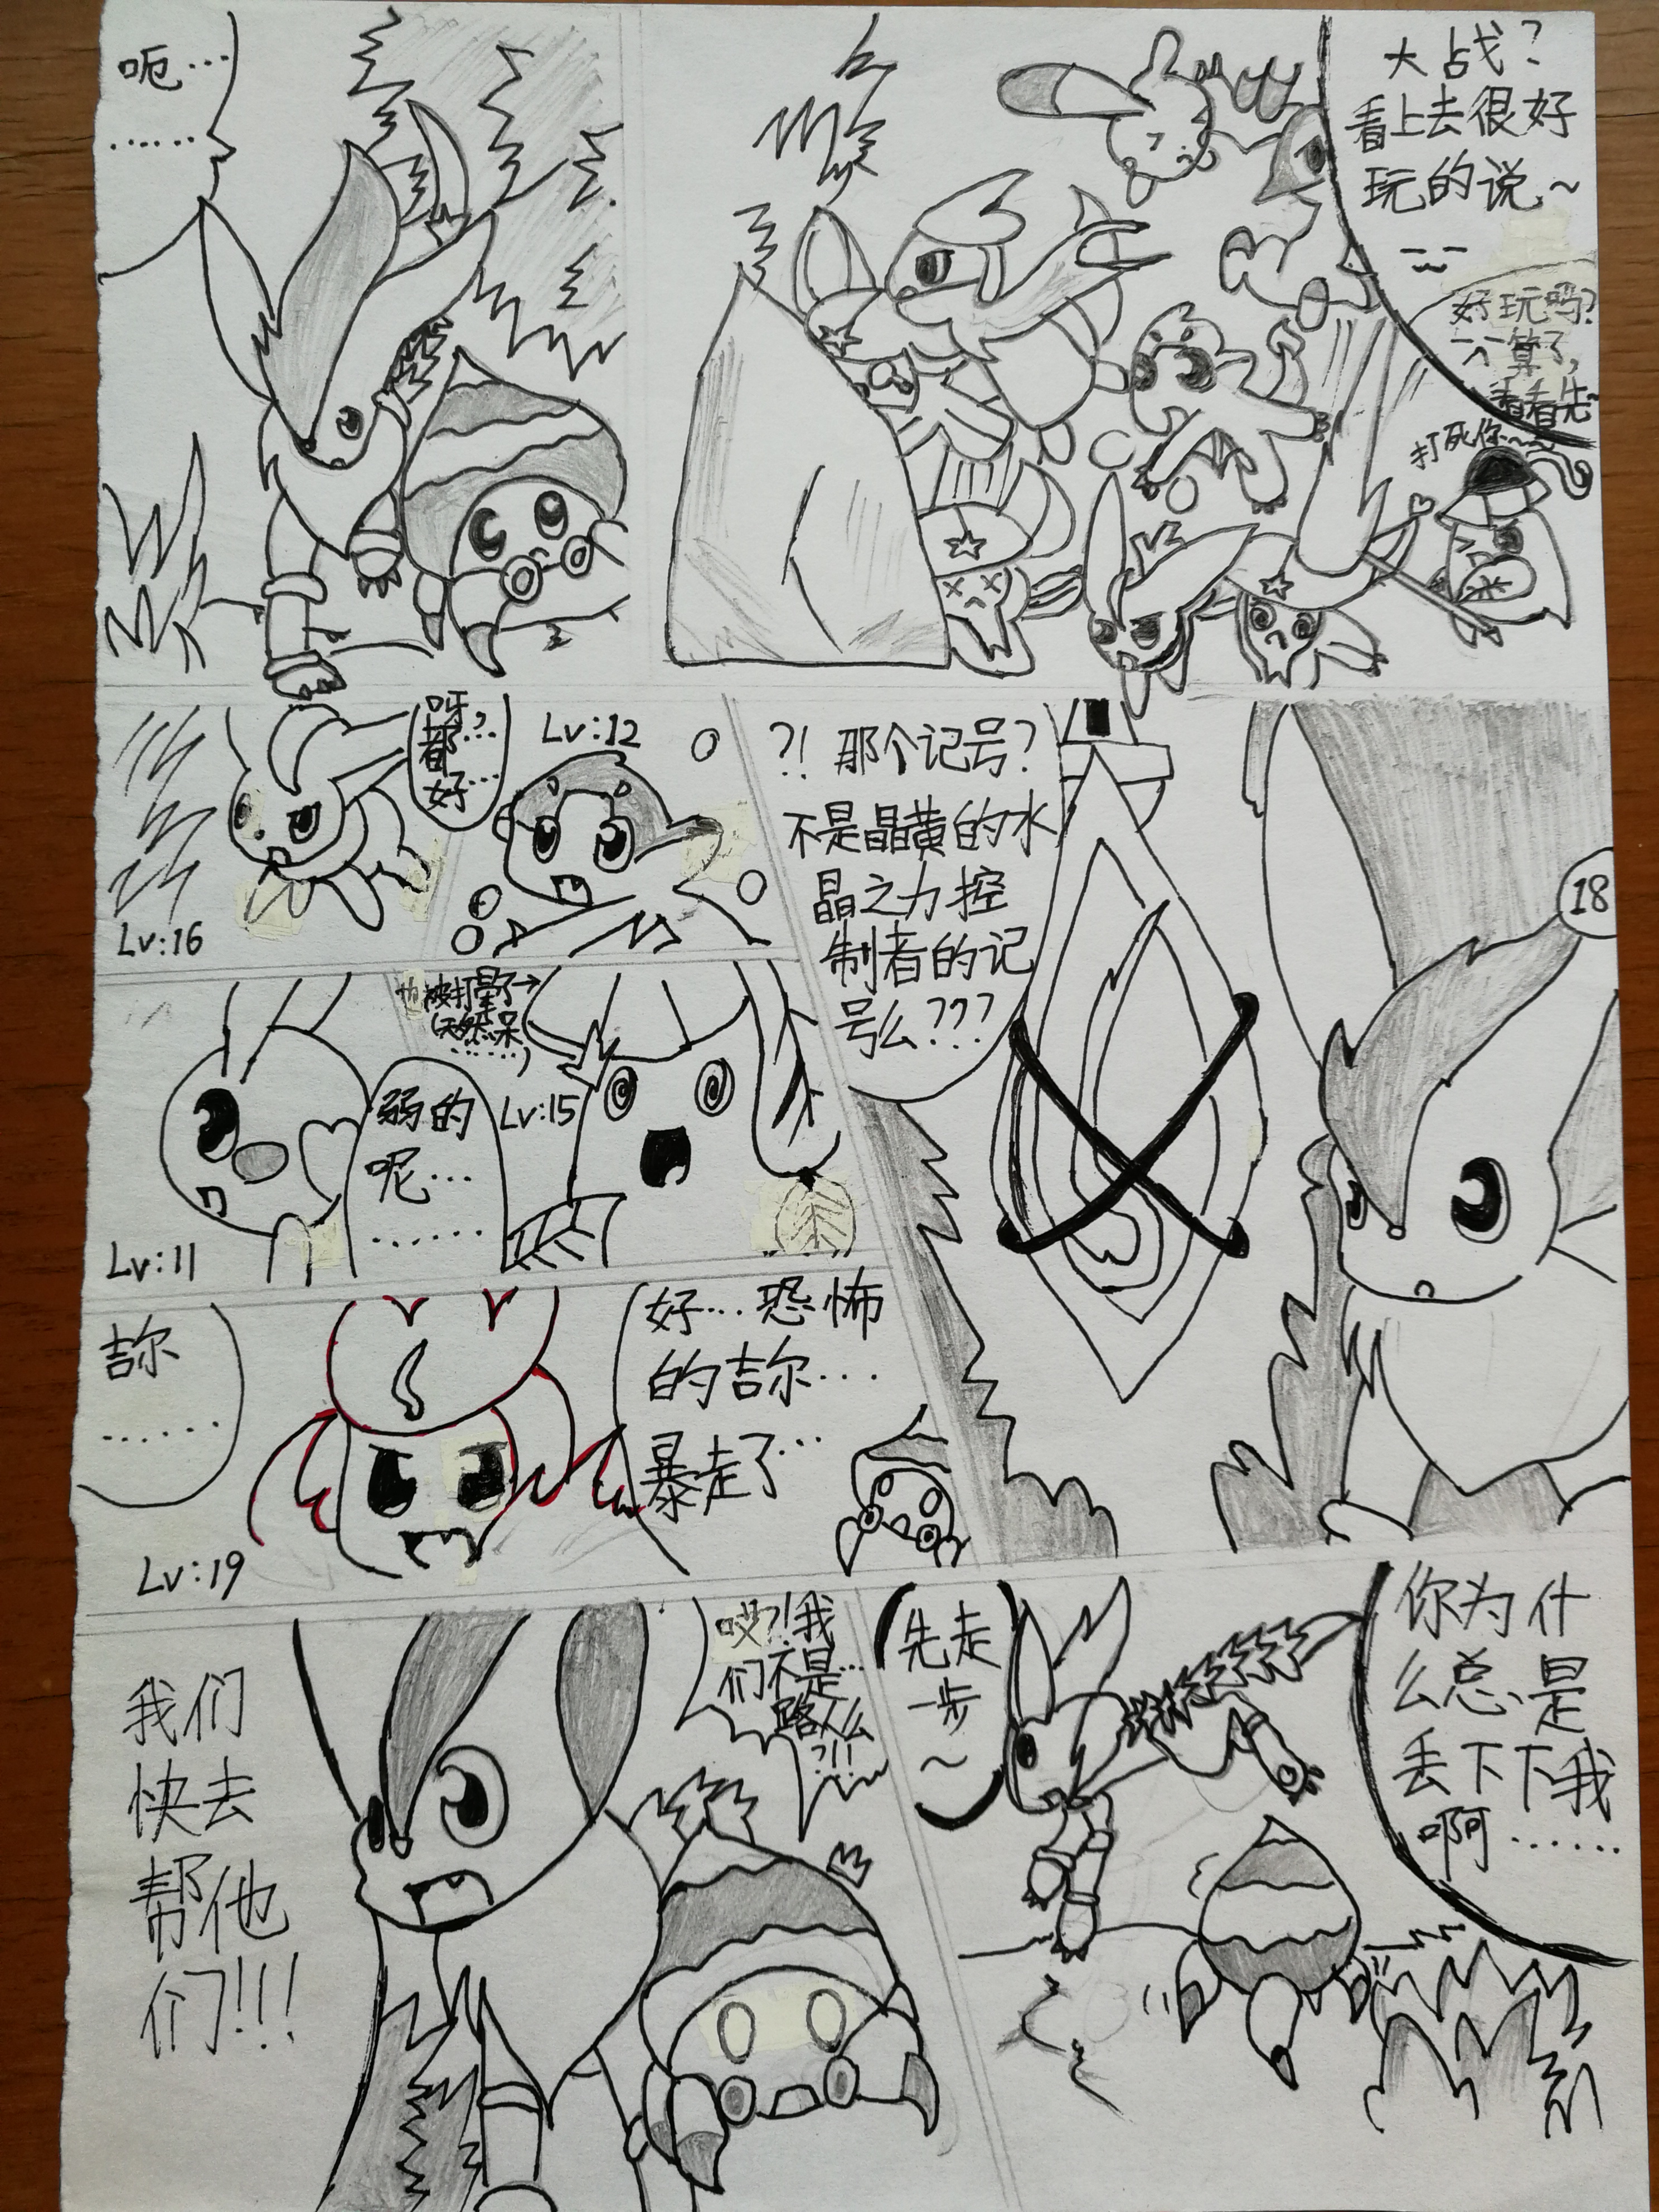 呃…
……
大战？
看上去很好
玩的说～
好玩吗？
算了，
看看先~
打死你~~
呀，
都…
好…
Lv:12
Lv:16
?! 那个记号？
不是晶黄的水
晶之力控
制者的记
号么？？？
18
也被打晕了→
(天然呆
……)
弱的
呢…
……
Lv:15
Lv:11
吉尔
……
好…恐怖
的吉尔…
暴走了…
Lv:19
我们
快去
帮他
们!!!
哎?!我
们不是…
路人么
?!!
先走
一步
～
你为什
么总是
丢下下我
啊……